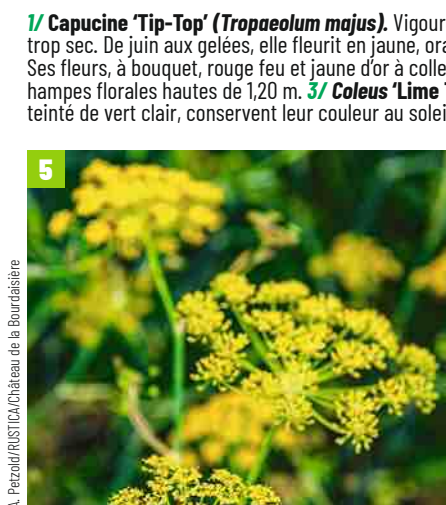 1/ Capucine ‘Tip-Top’ (Tropaeolum majus). Vigour
trop sec. De juin aux gelées, elle fleurit en jaune, ora
Ses fleurs, à bouquet, rouge feu et jaune d’or à colle
hampes florales hautes de 1,20 m. 3/ Coleus ‘Lime T
teinté de vert clair, conservent leur couleur au solei
5
A. Petzold/RUSTICA/Château de la Bourdaisière